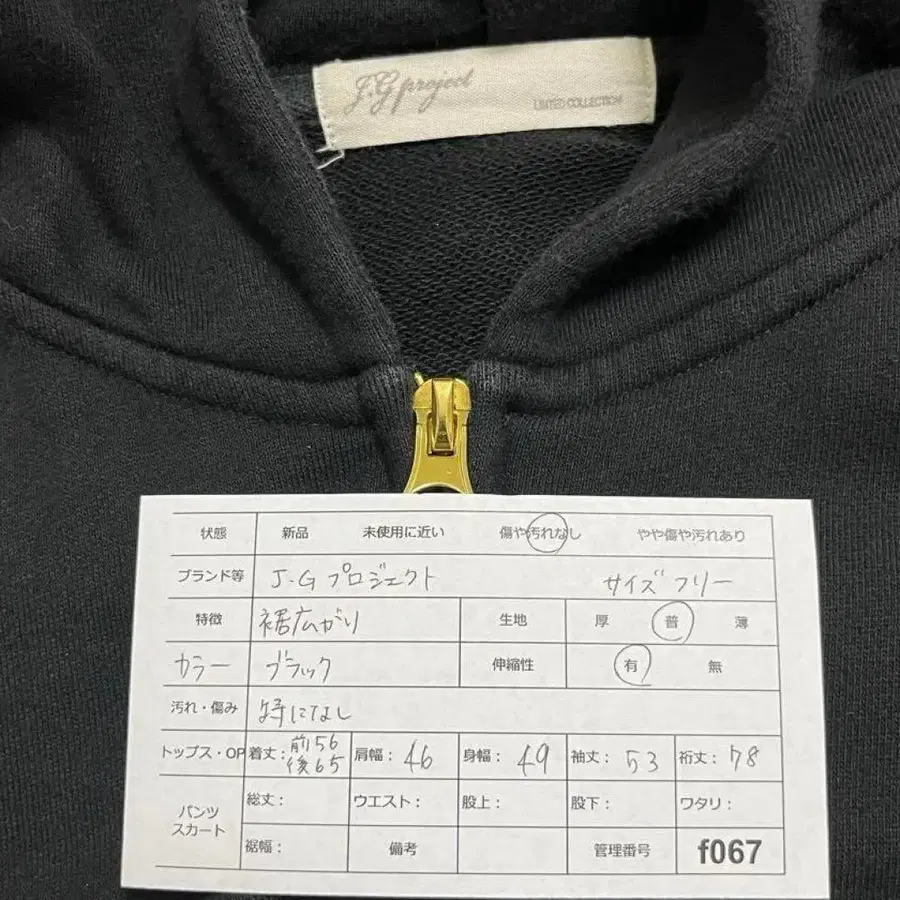 J.G project
LIMITED COLLECTION
状態 新品 未使用に近い 傷や汚れなし やや傷や汚れあり
ブランド等 J.Gプロジェクト サイズ フリー
特徴 裾広がり 生地 厚 普 薄
カラー ブラック 伸縮性 有 無
汚れ・傷み 特になし
トップス・OP 着丈：前56 後65 肩幅：46 身幅：49 袖丈：53 裄丈：78
パンツ スカート 総丈： ウエスト： 股上： 股下： ワタリ：
裾幅： 備考 管理番号 f067